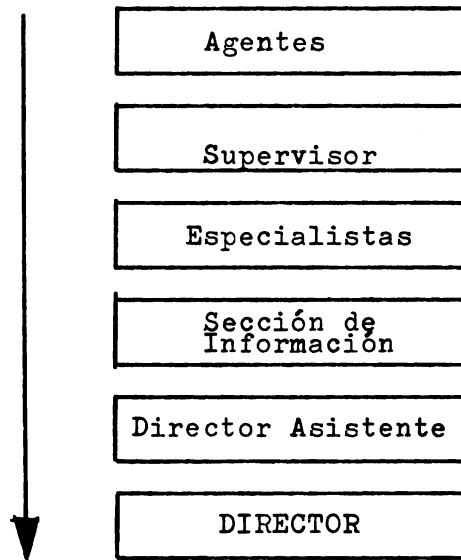 Agentes
Supervisor
Especialistas
Sección de
Información
Director Asistente
DIRECTOR